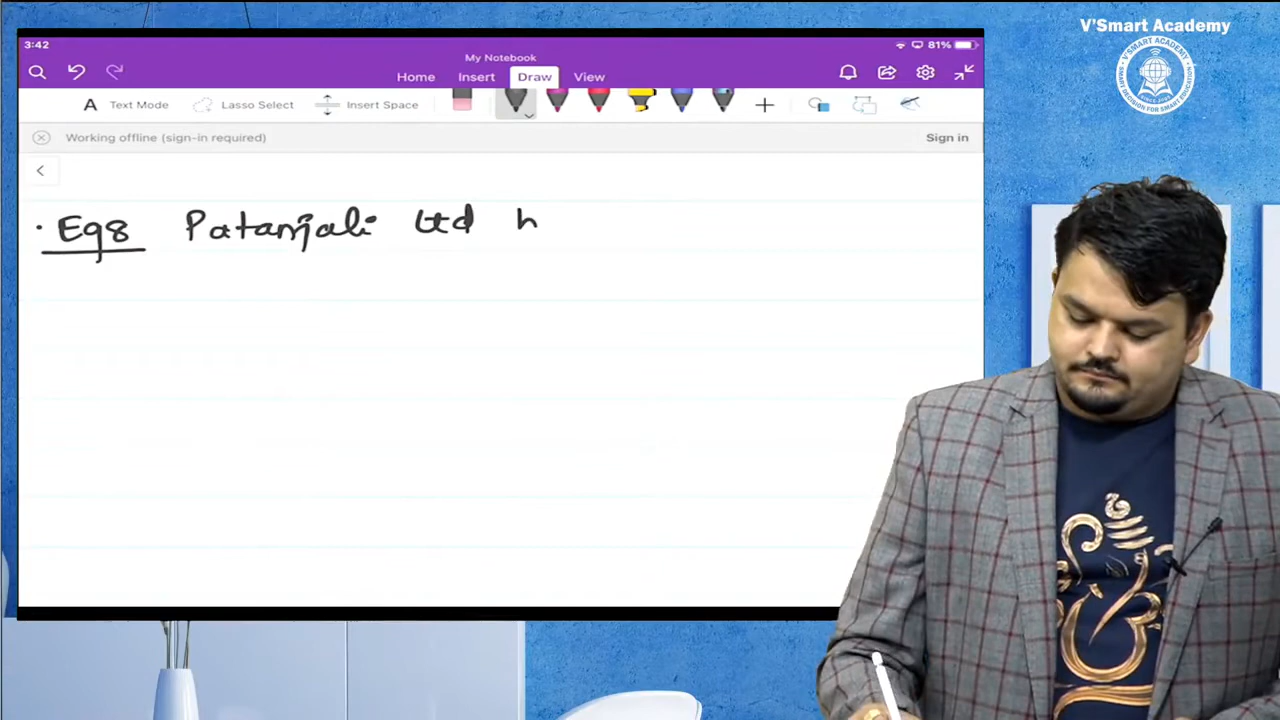 V'Smart Academy
3:42
81%
My Notebook
Home Insert Draw View
A Text Mode Lasso Select Insert Space
Working offline (sign-in required) Sign in
. Eg8 Patanjali Ltd h